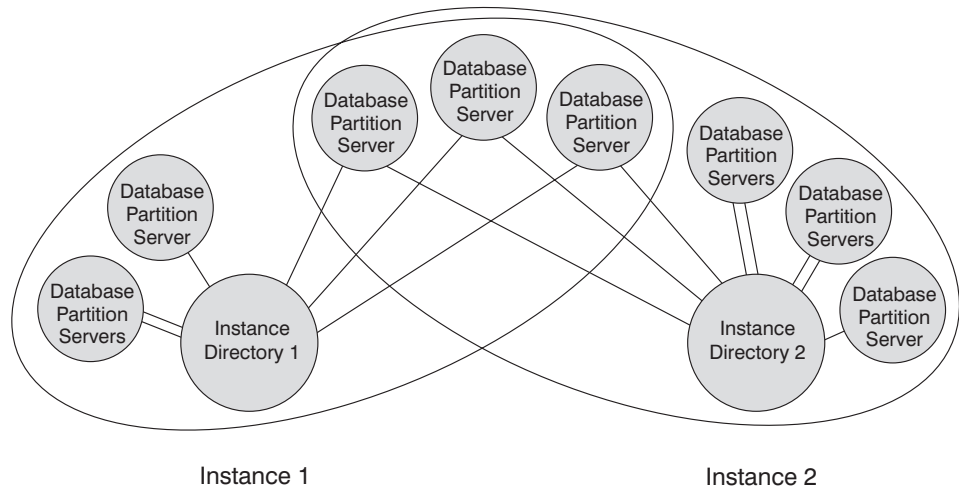 Database
Partition
Server
Database
Partition
Server
Database
Partition
Server
Database
Partition
Servers
Database
Partition
Server
Database
Partition
Servers
Database
Partition
Servers
Database
Partition
Server
Instance
Directory 1
Instance
Directory 2
Instance 1
Instance 2